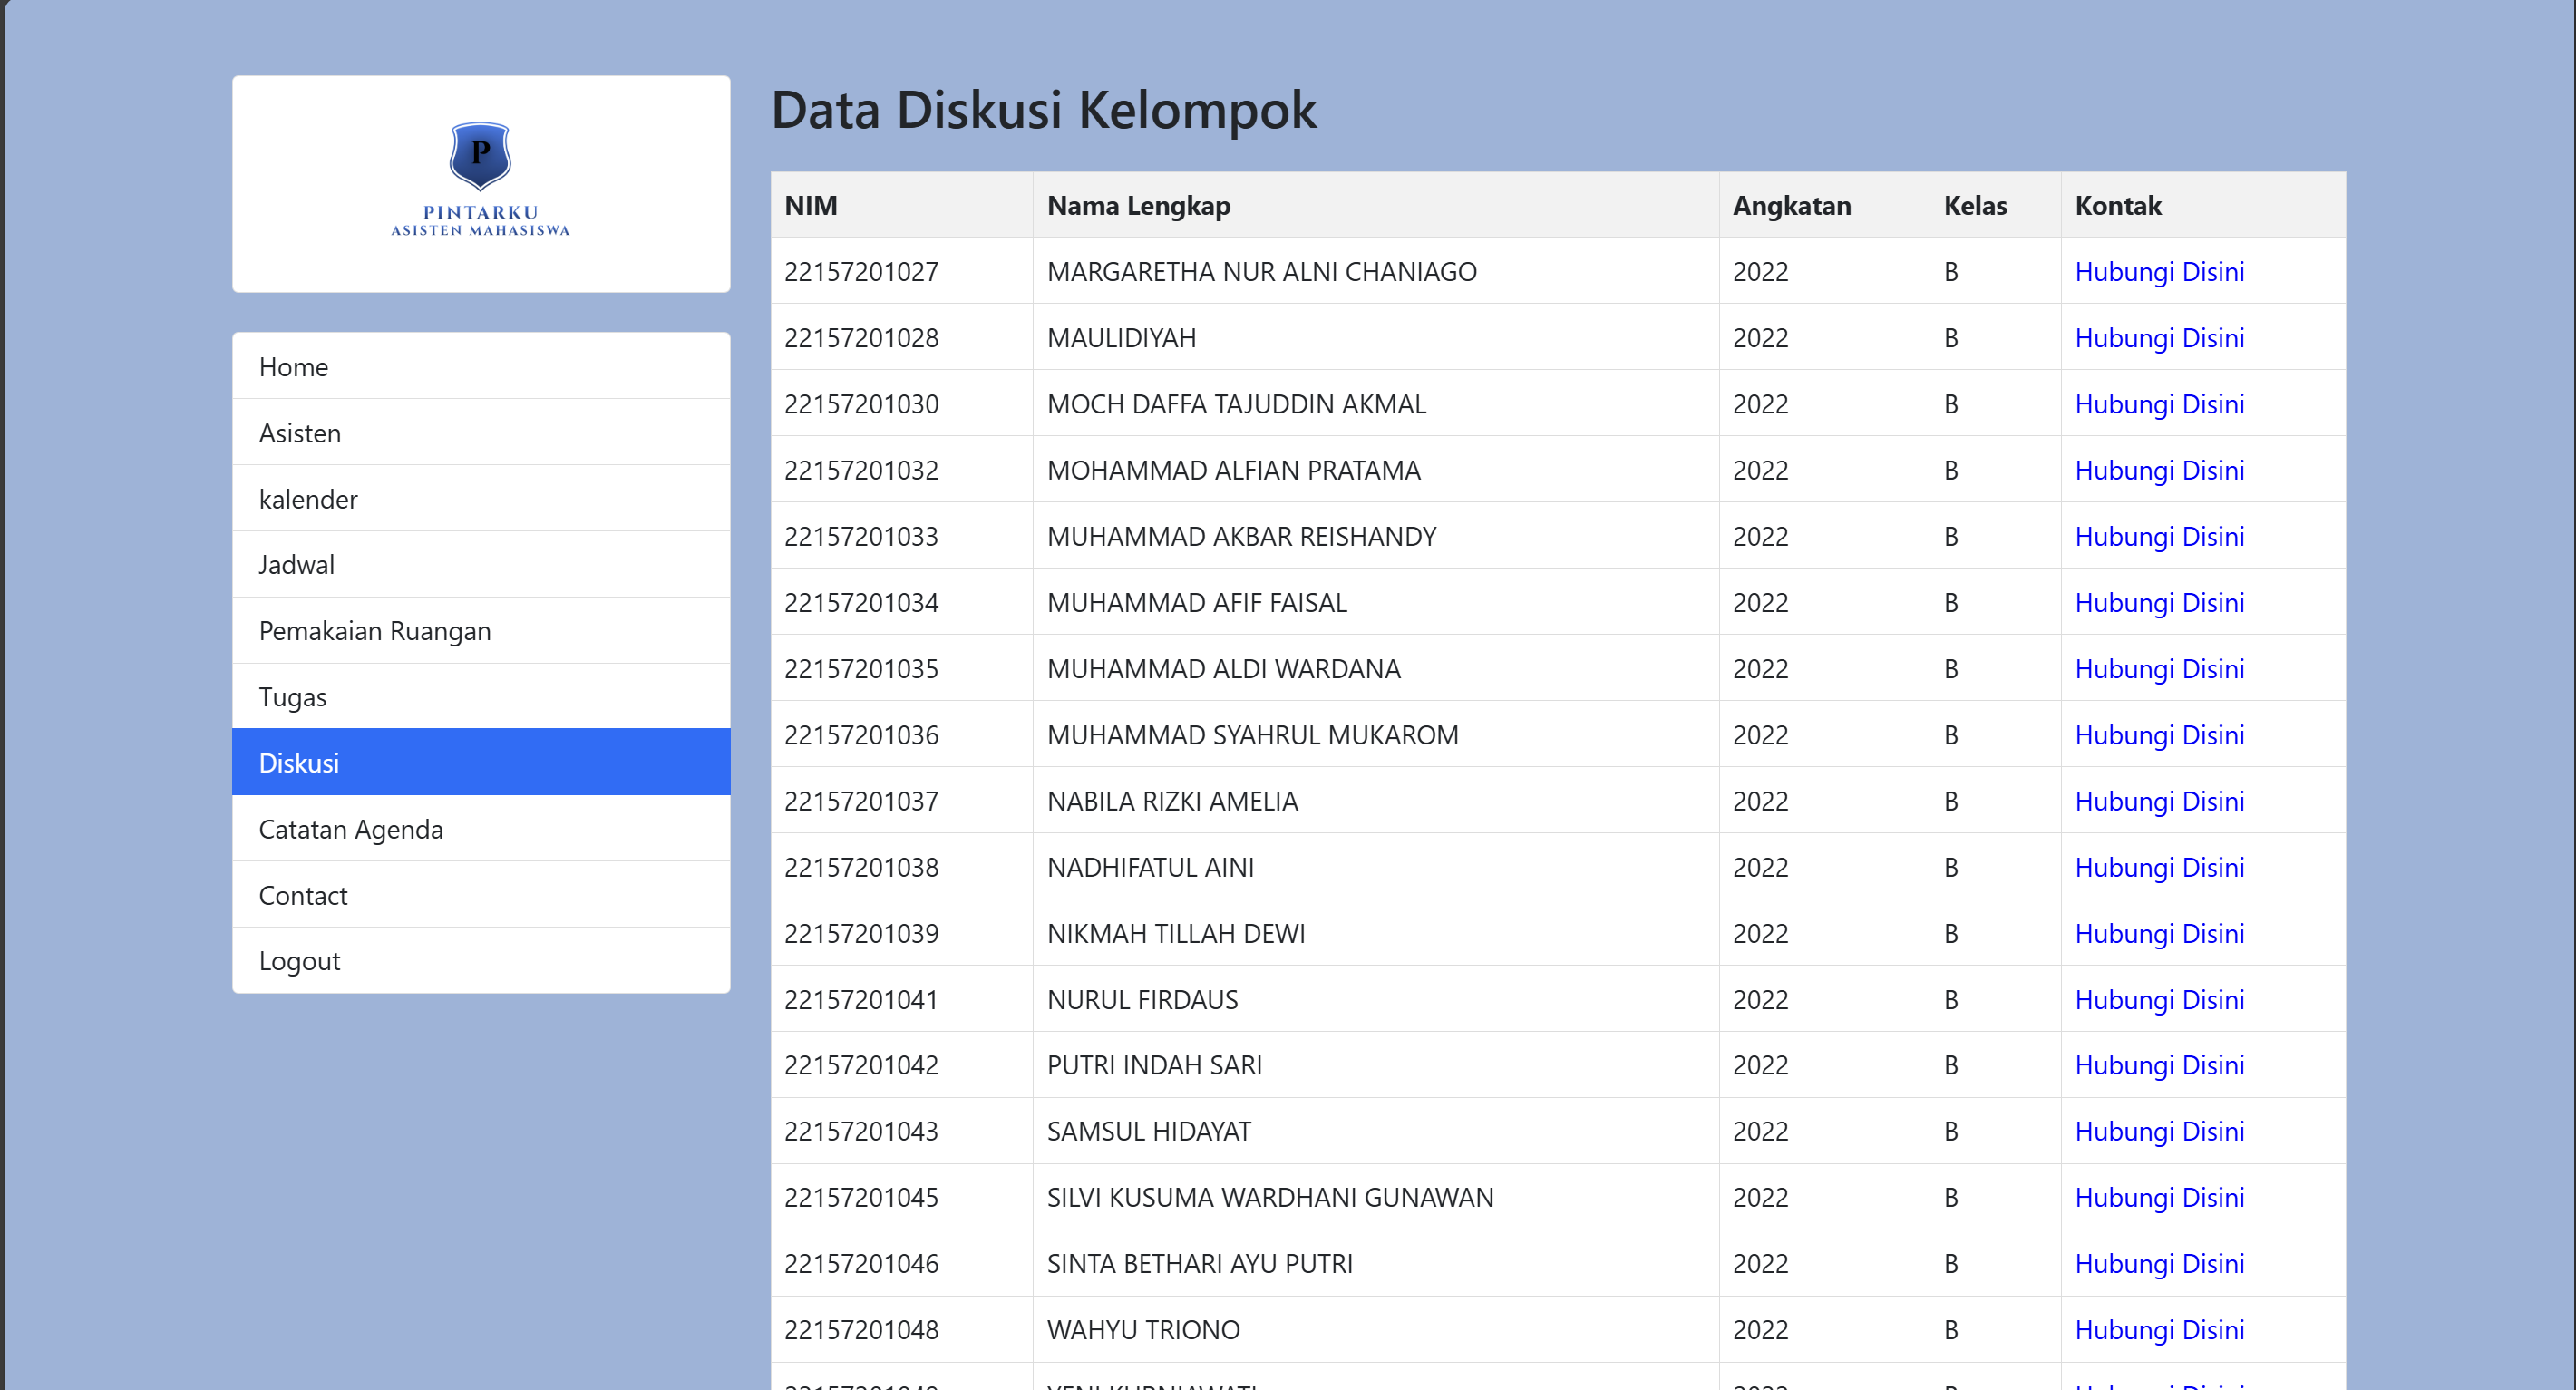 P
PINTARKU
ASISTEN MAHASISWA
Home
Asisten
kalender
Jadwal
Pemakaian Ruangan
Tugas
Diskusi
Catatan Agenda
Contact
Logout
Data Diskusi Kelompok
NIM Nama Lengkap Angkatan Kelas Kontak
22157201027 MARGARETHA NUR ALNI CHANIAGO 2022 B Hubungi Disini
22157201028 MAULIDIYAH 2022 B Hubungi Disini
22157201030 MOCH DAFFA TAJUDDIN AKMAL 2022 B Hubungi Disini
22157201032 MOHAMMAD ALFIAN PRATAMA 2022 B Hubungi Disini
22157201033 MUHAMMAD AKBAR REISHANDY 2022 B Hubungi Disini
22157201034 MUHAMMAD AFIF FAISAL 2022 B Hubungi Disini
22157201035 MUHAMMAD ALDI WARDANA 2022 B Hubungi Disini
22157201036 MUHAMMAD SYAHRUL MUKAROM 2022 B Hubungi Disini
22157201037 NABILA RIZKI AMELIA 2022 B Hubungi Disini
22157201038 NADHIFATUL AINI 2022 B Hubungi Disini
22157201039 NIKMAH TILLAH DEWI 2022 B Hubungi Disini
22157201041 NURUL FIRDAUS 2022 B Hubungi Disini
22157201042 PUTRI INDAH SARI 2022 B Hubungi Disini
22157201043 SAMSUL HIDAYAT 2022 B Hubungi Disini
22157201045 SILVI KUSUMA WARDHANI GUNAWAN 2022 B Hubungi Disini
22157201046 SINTA BETHARI AYU PUTRI 2022 B Hubungi Disini
22157201048 WAHYU TRIONO 2022 B Hubungi Disini